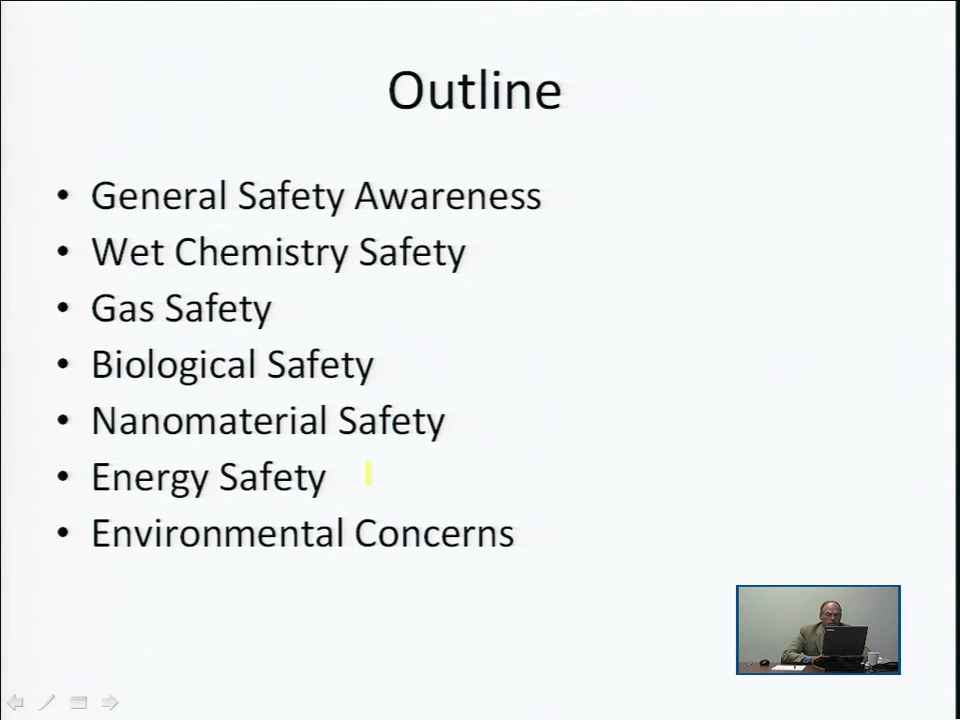 Outline
• General Safety Awareness
• Wet Chemistry Safety
• Gas Safety
• Biological Safety
• Nanomaterial Safety
• Energy Safety
• Environmental Concerns